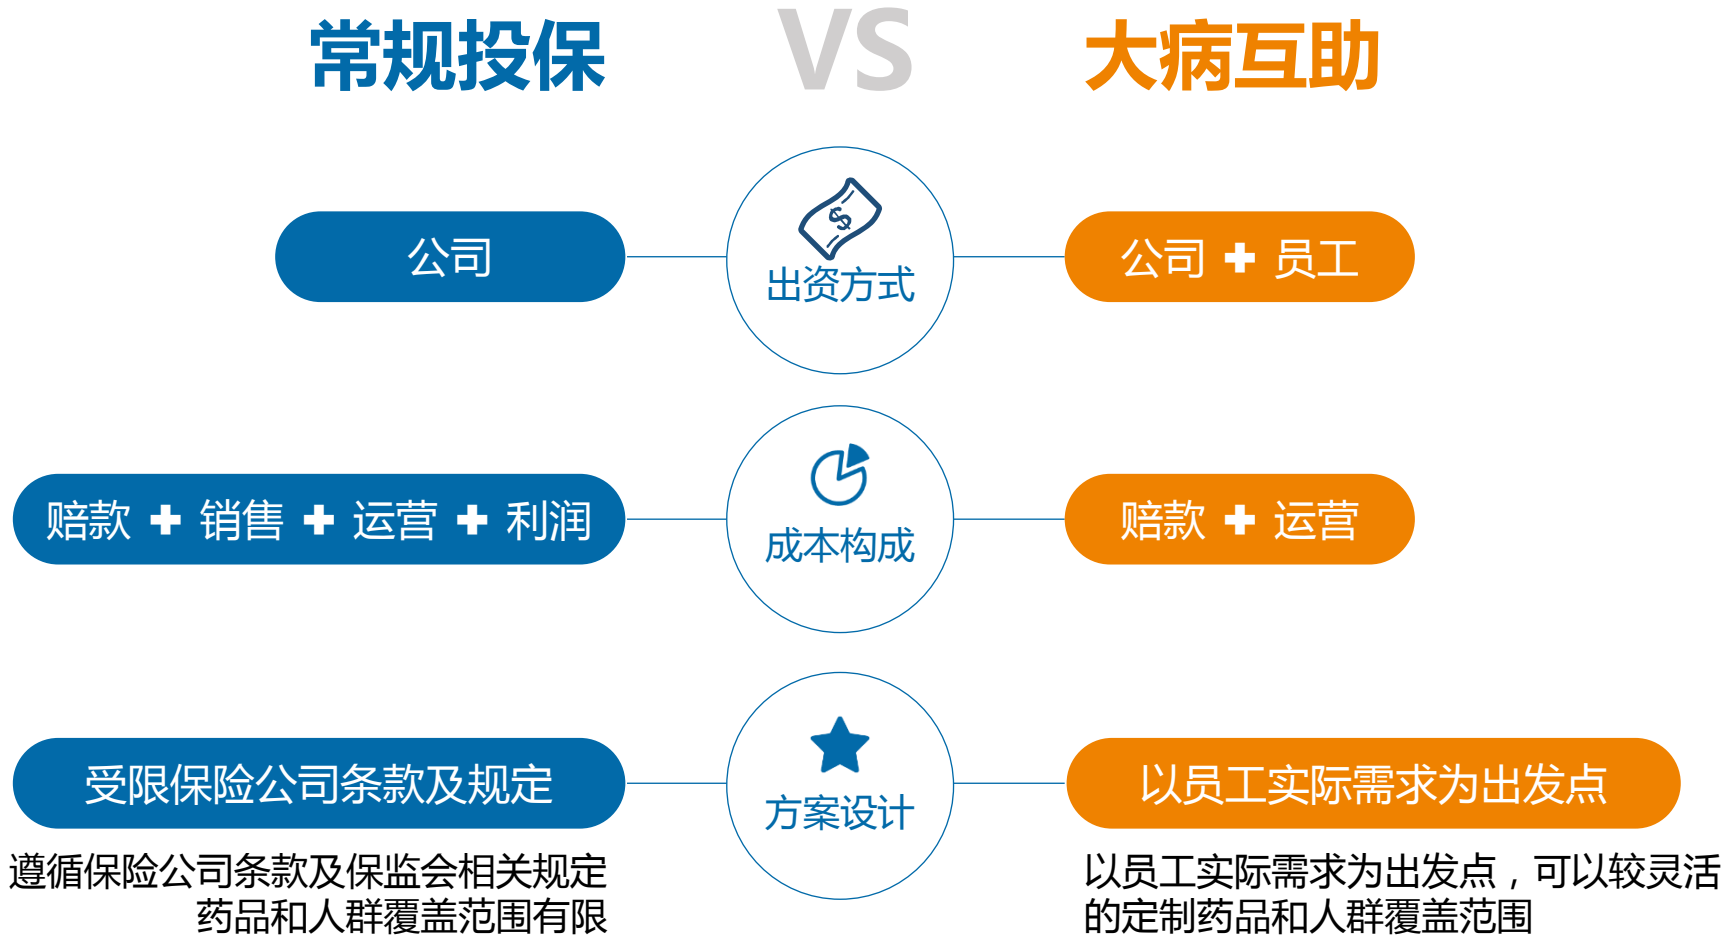 常规投保 VS 大病互助
公司 出资方式 公司 + 员工
赔款 + 销售 + 运营 + 利润 成本构成 赔款 + 运营
受限保险公司条款及规定 方案设计 以员工实际需求为出发点
遵循保险公司条款及保监会相关规定
药品和人群覆盖范围有限
以员工实际需求为出发点，可以较灵活
的定制药品和人群覆盖范围